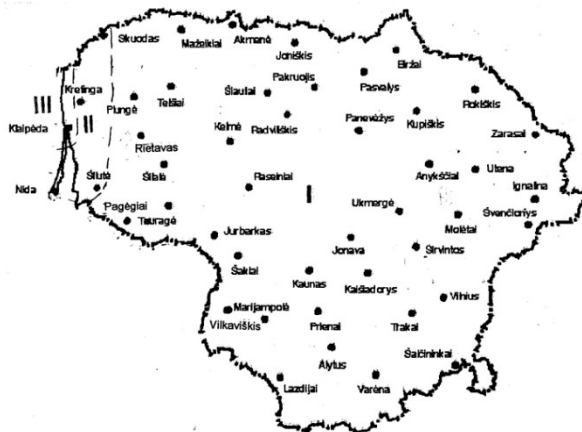 Skuodas
Mažeikiai
Akmenė
Joniškis
Biržai
Kretinga
Plungė
Telšiai
Šiauliai
Pakruojis
Pasvalys
Rokiškis
III
Klaipėda
II
Rietavas
Kelmė
Radviliškis
Panevėžys
Kupiškis
Zarasai
Nida
Šilutė
Šilalė
Raseiniai
I
Anykščiai
Utena
Ignalina
Pagėgiai
Tauragė
Ukmergė
Molėtai
Švenčionys
Jurbarkas
Jonava
Širvintos
Šakiai
Kaunas
Kaišiadorys
Vilnius
Marijampolė
Vilkaviškis
Prienai
Trakai
Alytus
Šalčininkai
Lazdijai
Varėna